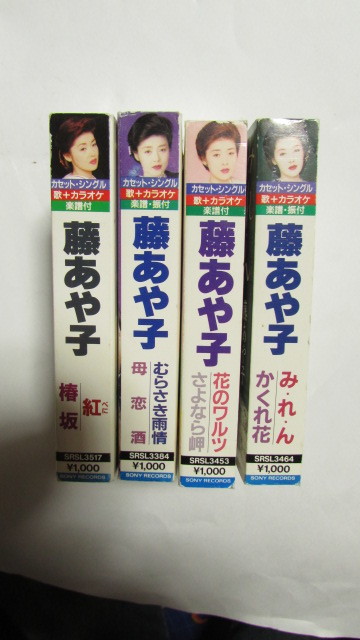 カセット・シングル
歌+カラオケ
楽譜付
藤あや子
紅
べに
椿坂
SRSL3517
¥1,000
SONY RECORDS
カセット・シングル
歌+カラオケ
楽譜・振付
藤あや子
むらさき雨情
母恋酒
SRSL3384
¥1,000
SONY RECORDS
カセット・シングル
歌+カラオケ
楽譜付
藤あや子
花のワルツ
さよなら岬
SRSL3453
¥1,000
SONY RECORDS
カセット・シングル
歌+カラオケ
楽譜・振付
藤あや子
み・れ・ん
かくれ花
SRSL3464
¥1,000
SONY RECORDS